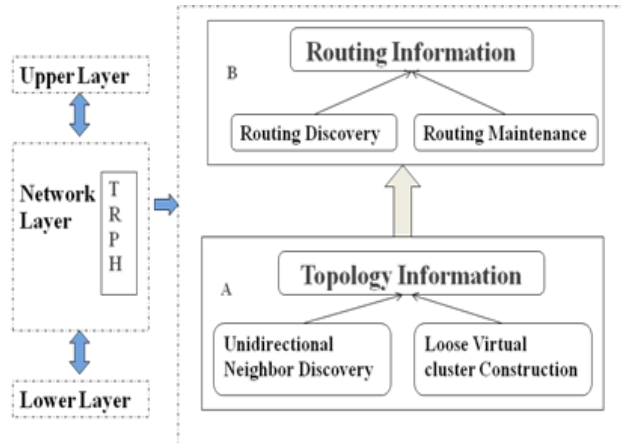 Upper Layer
Network
Layer
T
R
P
H
Lower Layer
B
Routing Information
Routing Discovery
Routing Maintenance
A
Topology Information
Unidirectional
Neighbor Discovery
Loose Virtual
cluster Construction